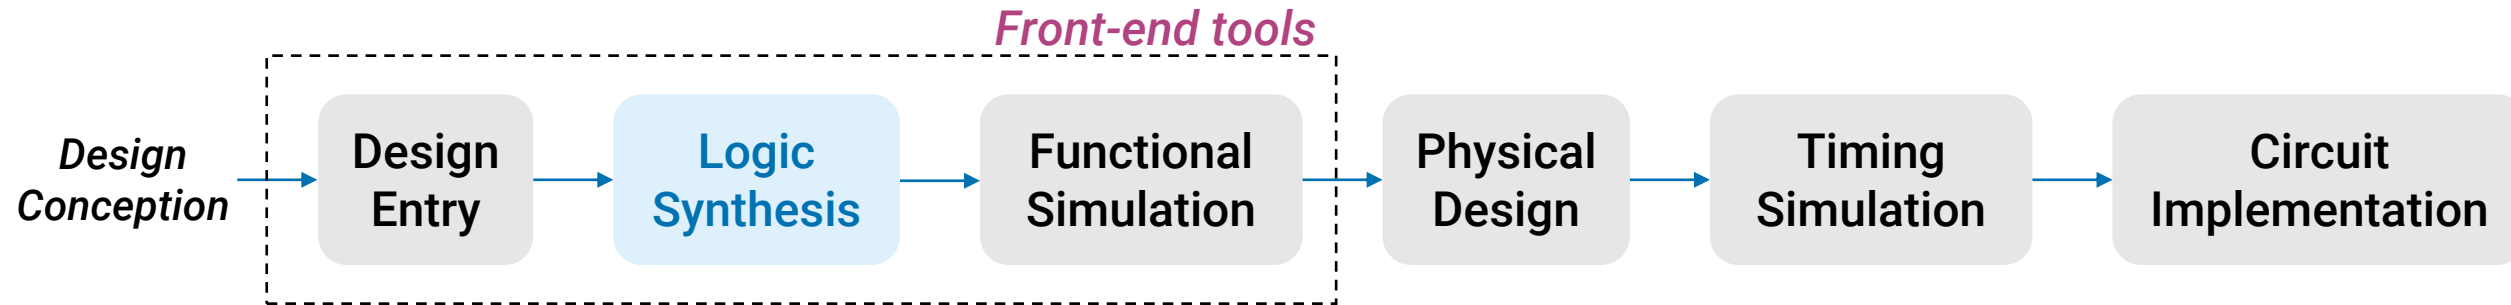 Front-end tools
Design
Conception
Design
Entry
Logic
Synthesis
Functional
Simulation
Physical
Design
Timing
Simulation
Circuit
Implementation